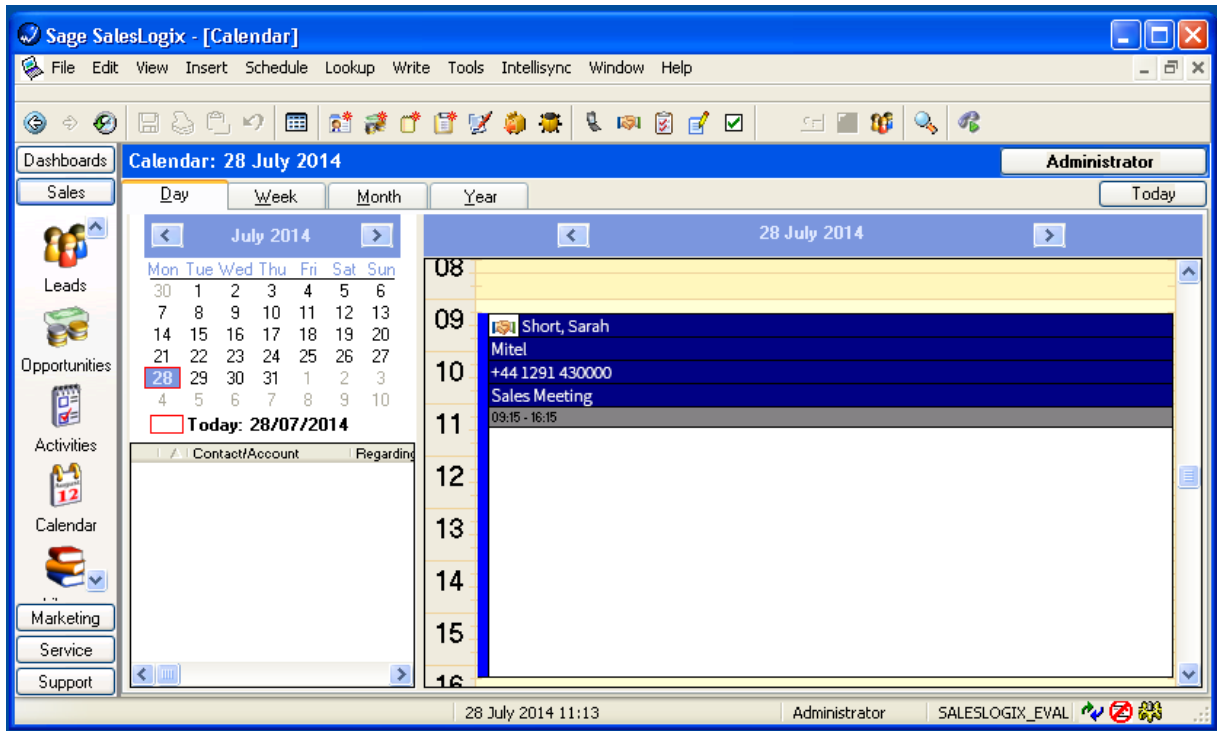 Sage SalesLogix - [Calendar]
File Edit View Insert Schedule Lookup Write Tools Intellisync Window Help
Dashboards
Calendar: 28 July 2014
Administrator
Sales
Day
Week
Month
Year
Today
Leads
Opportunities
Activities
August
12
Calendar
Marketing
Service
Support
July 2014
Mon Tue Wed Thu Fri Sat Sun
30 1 2 3 4 5 6
7 8 9 10 11 12 13
14 15 16 17 18 19 20
21 22 23 24 25 26 27
28 29 30 31 1 2 3
4 5 6 7 8 9 10
Today: 28/07/2014
Contact/Account Regarding
28 July 2014
08
09
10
11
12
13
14
15
16
Short, Sarah
Mitel
+44 1291 430000
Sales Meeting
09:15 - 16:15
28 July 2014 11:13
Administrator
SALESLOGIX_EVAL